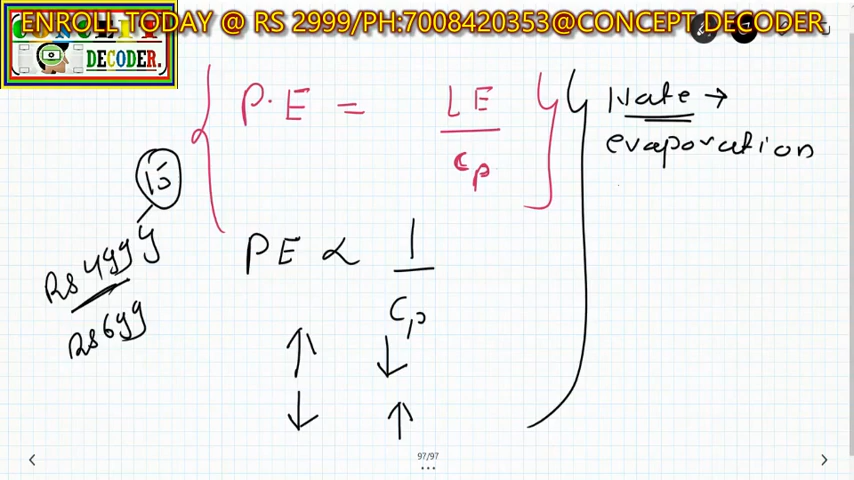 ENROLL TODAY @ RS 2999/PH:7008420353@CONCEPT DECODER.
DECODER.
P.E = LE
Cp
PE ∝ 1
Cp
↑ ↓
↓ ↑
15
Rs 4999
Rs 699
→
evaporation
97/97